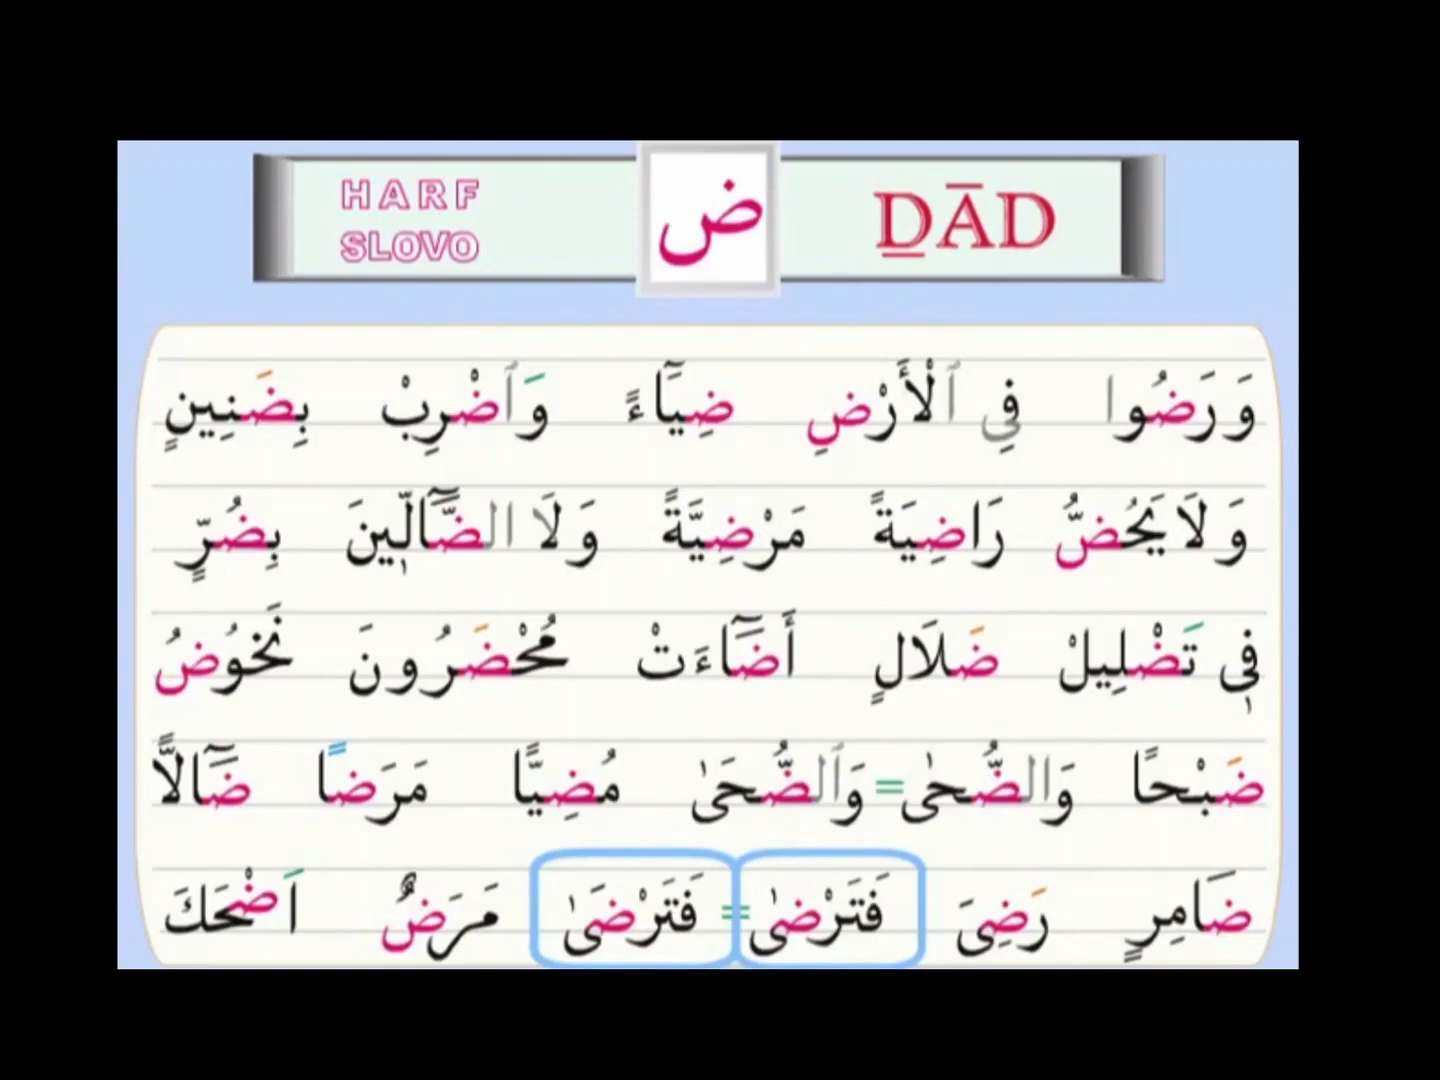 HARF
SLOVO
ض
DĀD
وَرَضُوا فِي ٱلْأَرْضِ ضِيَآءً وَٱضْرِبْ بِضَنِينٍ
وَلَا يَحُضُّ رَاضِيَةً مَرْضِيَّةً وَلَا الضَّآلّٖينَ بِضُرٍّ
فٖى تَضْلِيلْ ضَلَالٍ أَضَآءَتْ مُحْضَرُونَ نَخُوضُ
ضَبْحًا وَالضُّحٰى = وَٱلضُّحَىٰ مُضِيًّا مَرَضًا ضَآلًّا
ضَامِرٍ رَضِىَ فَتَرْضٰى = فَتَرْضَىٰ مَرَضٌ اَضْحَكَ